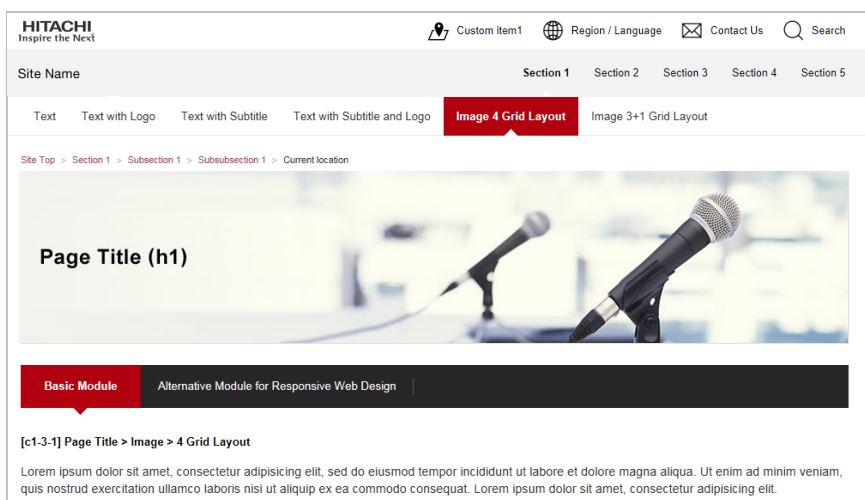 HITACHI
Inspire the Next
Custom item1 Region / Language Contact Us Search
Site Name
Section 1 Section 2 Section 3 Section 4 Section 5
Text Text with Logo Text with Subtitle Text with Subtitle and Logo Image 4 Grid Layout Image 3+1 Grid Layout
Site Top > Section 1 > Subsection 1 > Subsubsection 1 > Current location
Page Title (h1)
Basic Module Alternative Module for Responsive Web Design
[c1-3-1] Page Title > Image > 4 Grid Layout
Lorem ipsum dolor sit amet, consectetur adipisicing elit, sed do eiusmod tempor incididunt ut labore et dolore magna aliqua. Ut enim ad minim veniam,
quis nostrud exercitation ullamco laboris nisi ut aliquip ex ea commodo consequat. Lorem ipsum dolor sit amet, consectetur adipisicing elit.